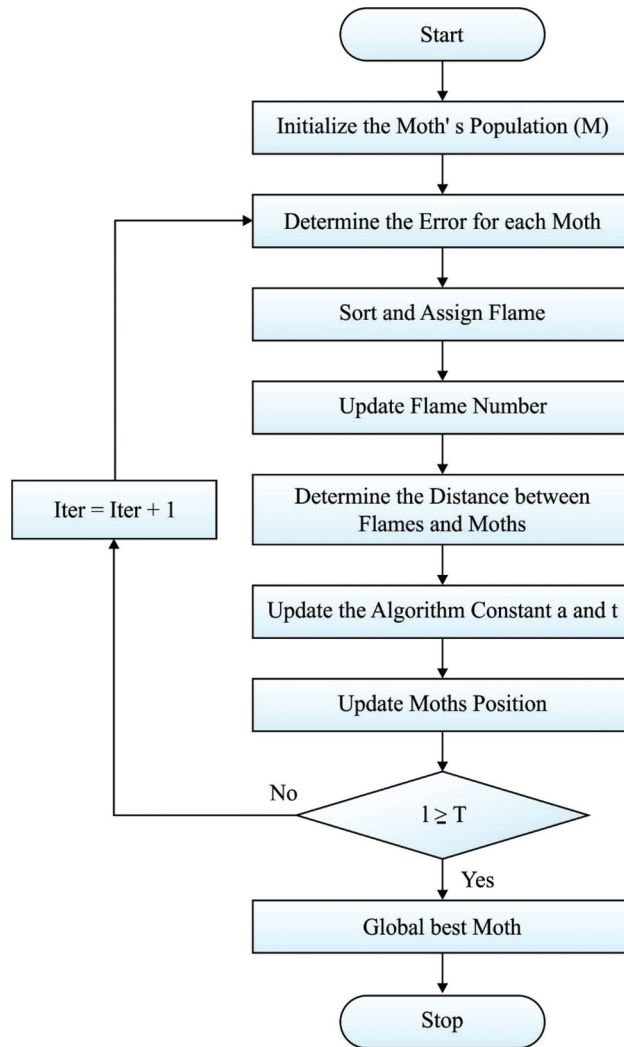 Start
Initialize the Moth' s Population (M)
Determine the Error for each Moth
Sort and Assign Flame
Update Flame Number
Determine the Distance between
Flames and Moths
Iter = Iter + 1
Update the Algorithm Constant a and t
Update Moths Position
No
l ≥ T
Yes
Global best Moth
Stop